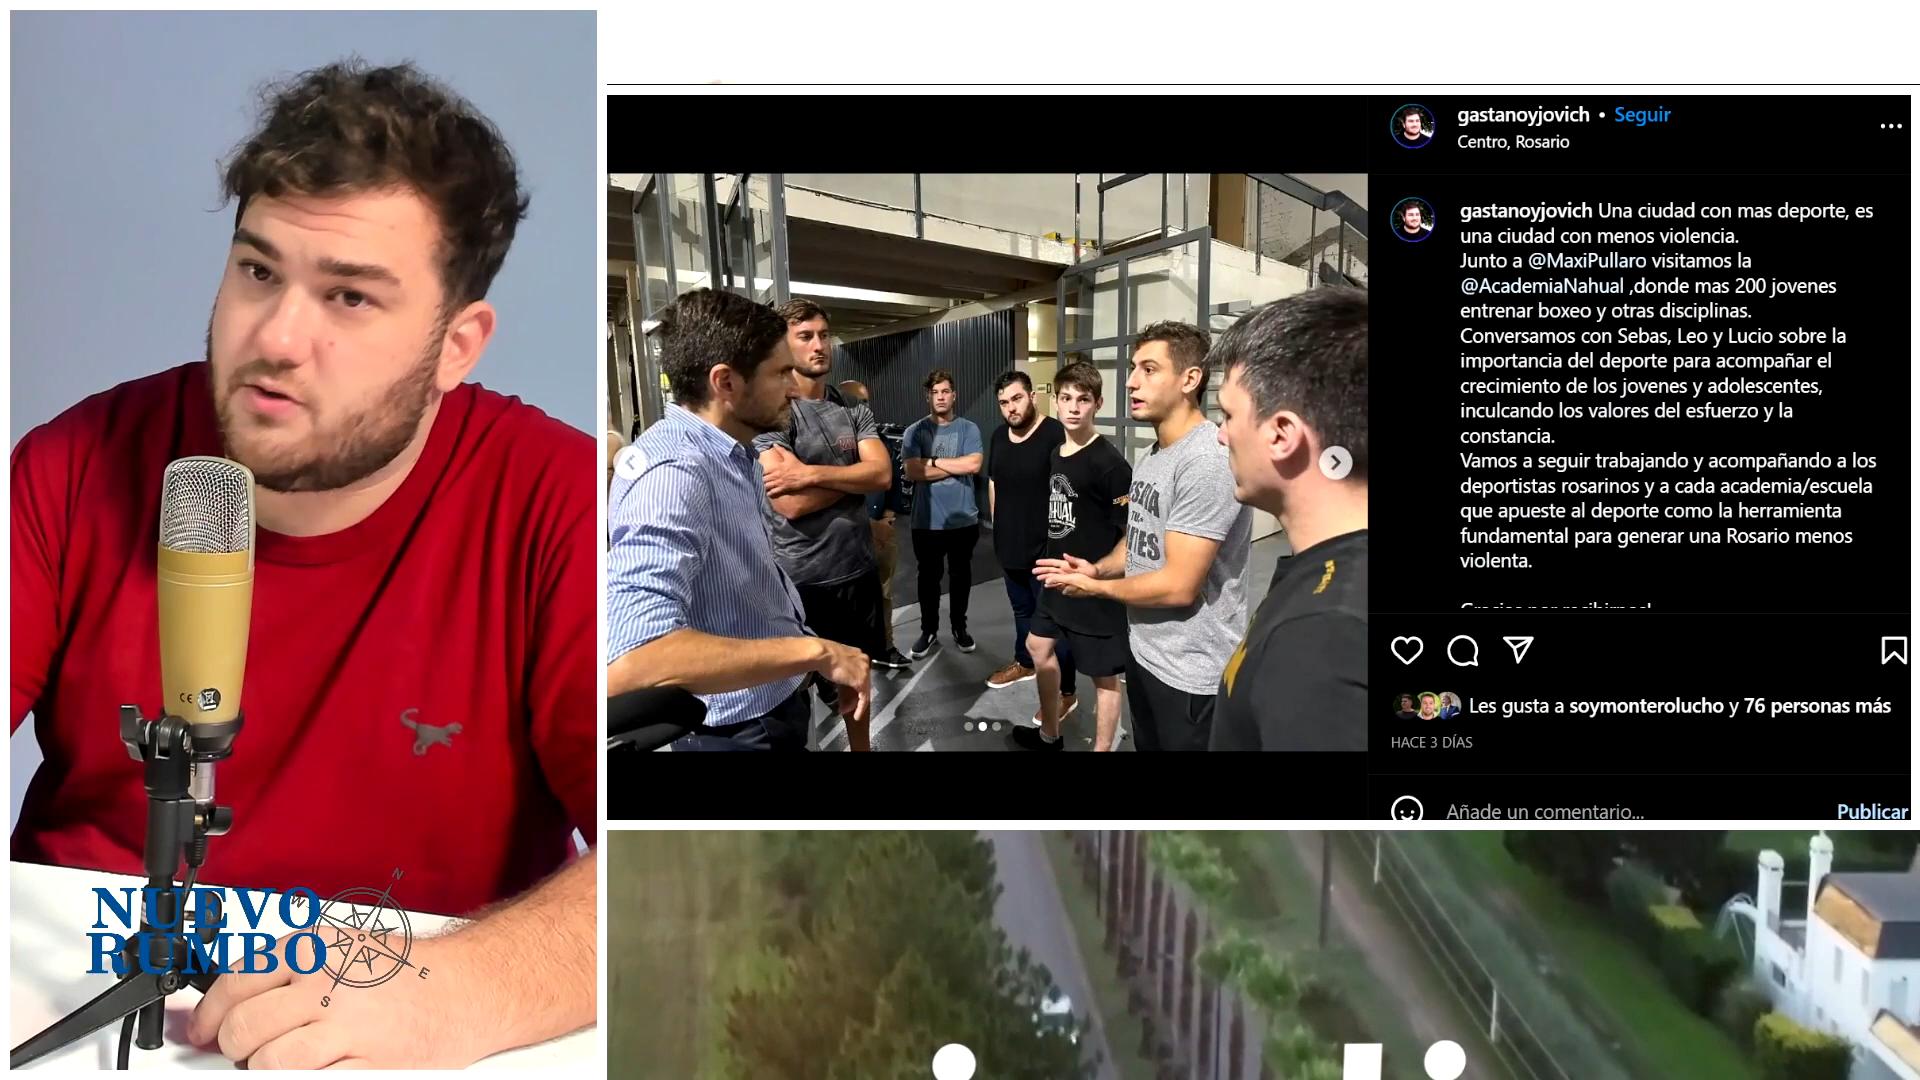 NUEVO
RUMBO
N
W
E
S
CE
gastanoyjovich • Seguir
Centro, Rosario
gastanoyjovich Una ciudad con mas deporte, es
una ciudad con menos violencia.
Junto a @MaxiPullaro visitamos la
@AcademiaNahual ,donde mas 200 jovenes
entrenar boxeo y otras disciplinas.
Conversamos con Sebas, Leo y Lucio sobre la
importancia del deporte para acompañar el
crecimiento de los jovenes y adolescentes,
inculcando los valores del esfuerzo y la
constancia.
Vamos a seguir trabajando y acompañando a los
deportistas rosarinos y a cada academia/escuela
que apueste al deporte como la herramienta
fundamental para generar una Rosario menos
violenta.
Les gusta a soymonterolucho y 76 personas más
HACE 3 DÍAS
Añade un comentario...
Publicar